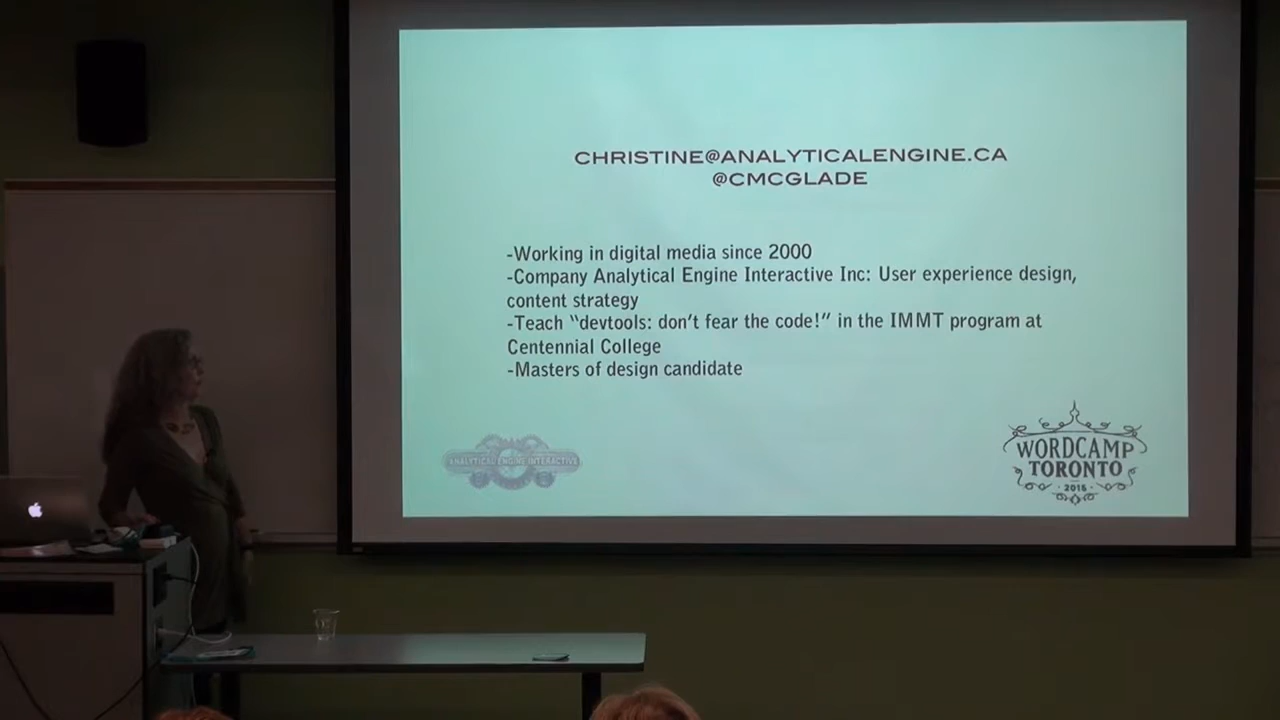 CHRISTINE@ANALYTICALENGINE.CA
@CMCGLADE
-Working in digital media since 2000
-Company Analytical Engine Interactive Inc: User experience design,
content strategy
-Teach “devtools: don’t fear the code!” in the IMMT program at
Centennial College
-Masters of design candidate
ANALYTICAL ENGINE INTERACTIVE
WORDCAMP
TORONTO
2015